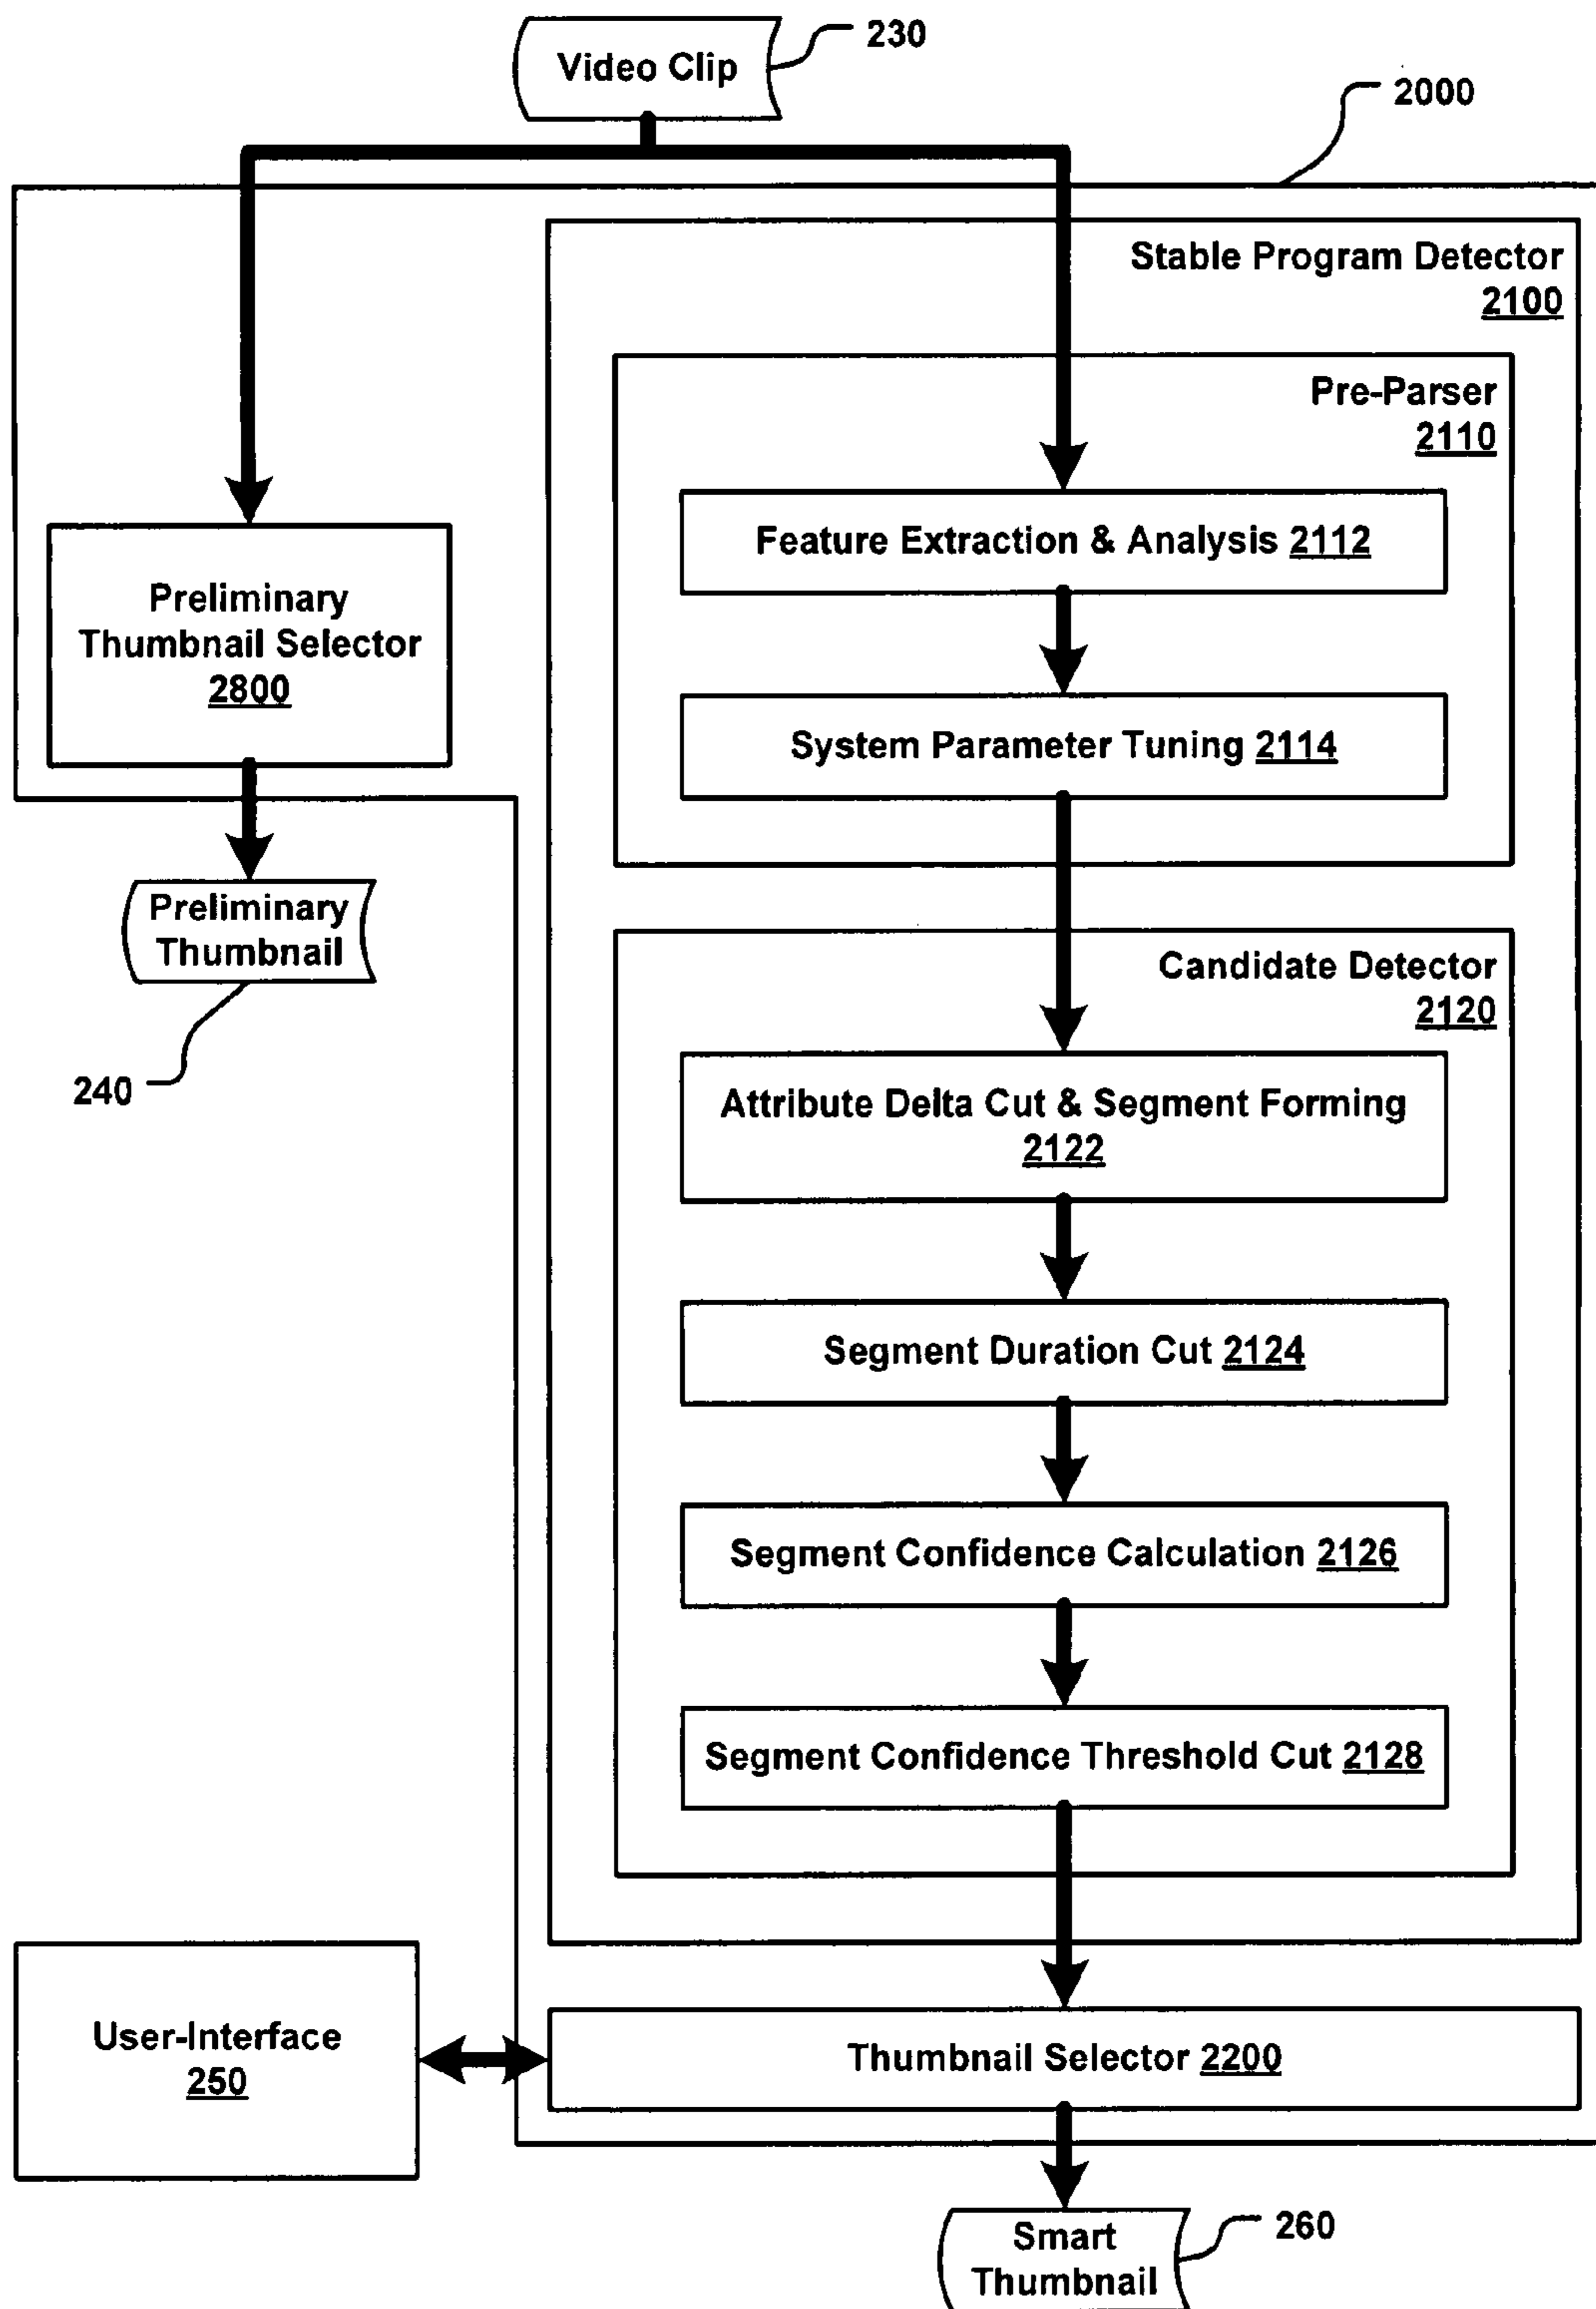 Video Clip
230
2000
Stable Program Detector
2100
Pre-Parser
2110
Feature Extraction & Analysis 2112
Preliminary
Thumbnail Selector
2800
System Parameter Tuning 2114
Preliminary
Thumbnail
240
Candidate Detector
2120
Attribute Delta Cut & Segment Forming
2122
Segment Duration Cut 2124
Segment Confidence Calculation 2126
Segment Confidence Threshold Cut 2128
User-Interface
250
Thumbnail Selector 2200
Smart
Thumbnail
260